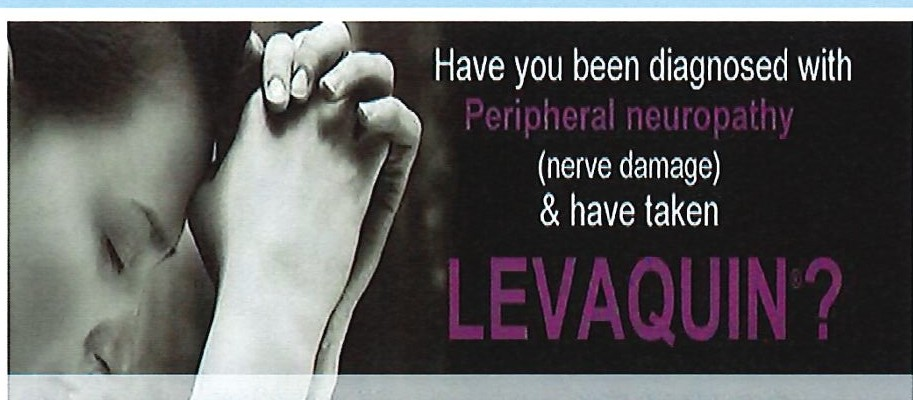 Have you been diagnosed with
Peripheral neuropathy
(nerve damage)
& have taken
LEVAQUIN®?